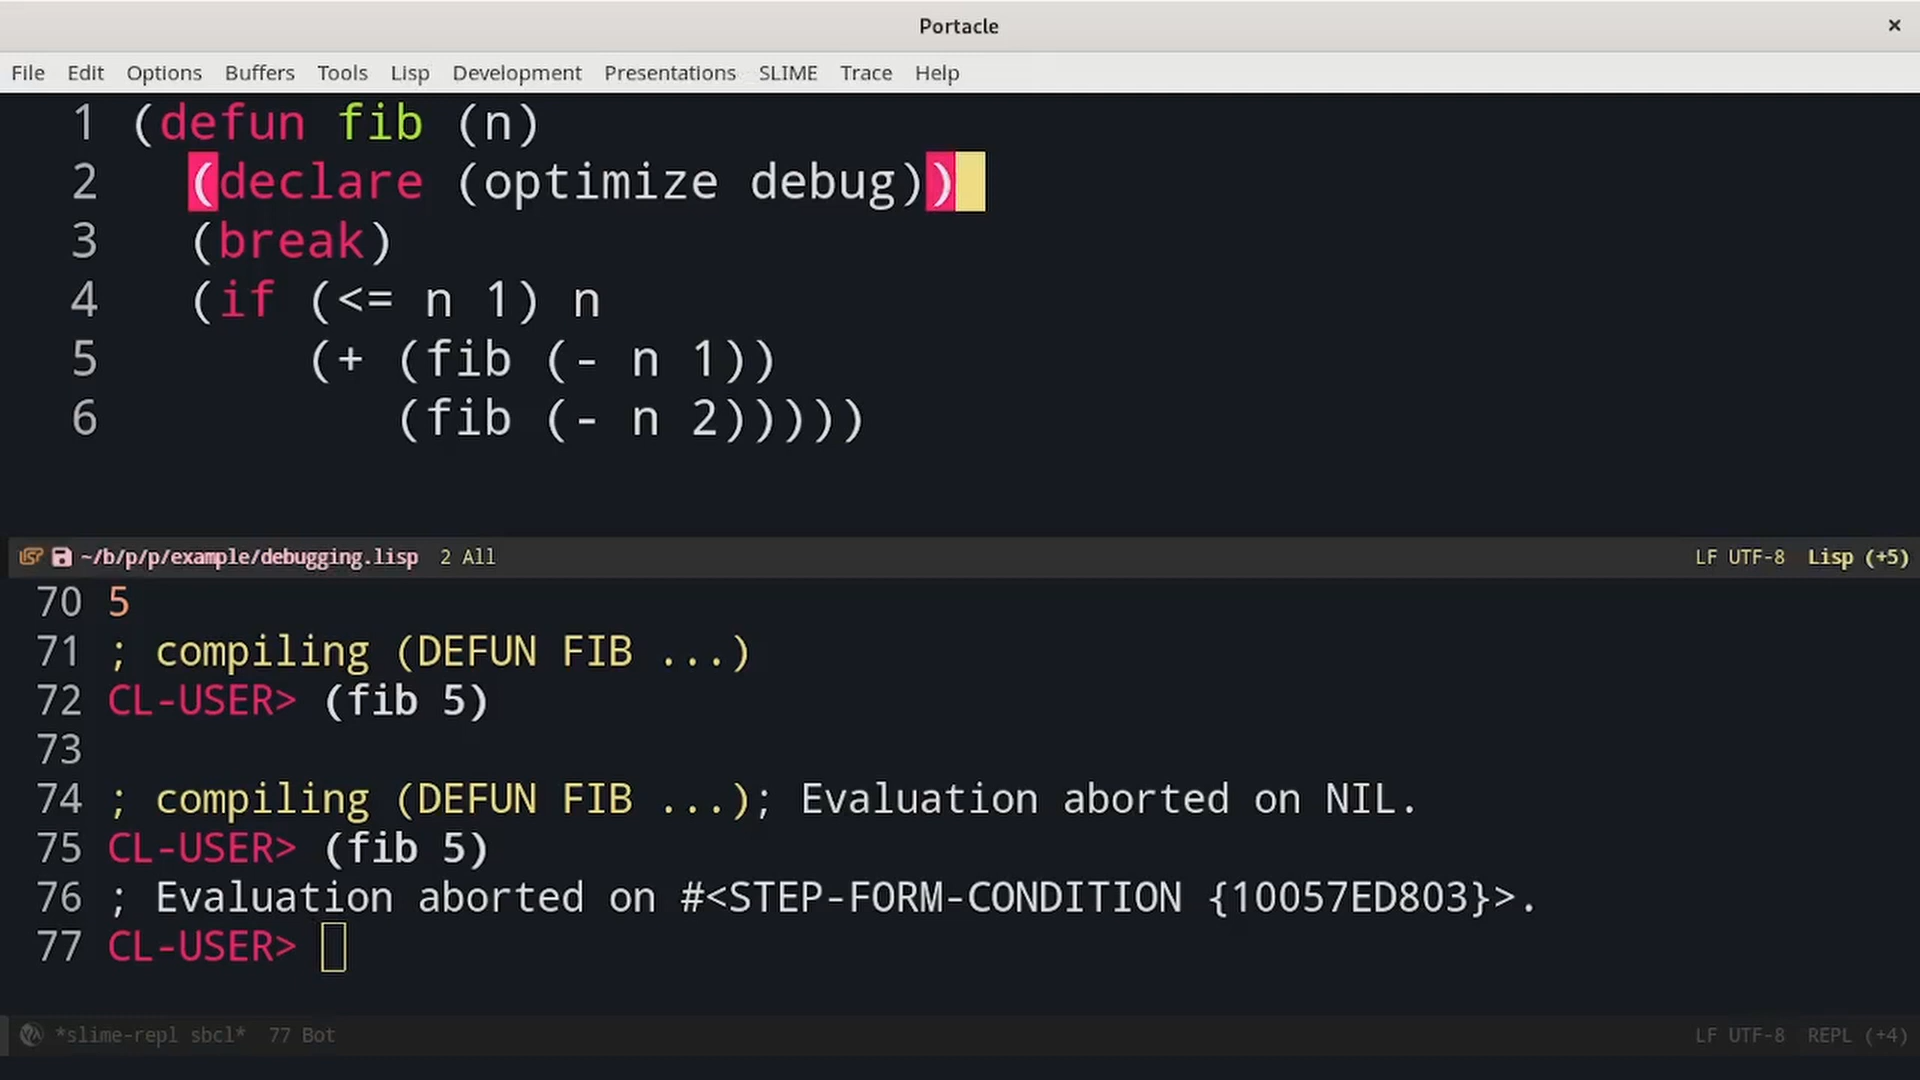 Portacle ×
File Edit Options Buffers Tools Lisp Development Presentations SLIME Trace Help
1 (defun fib (n)
2   (declare (optimize debug))
3   (break)
4   (if (<= n 1) n
5       (+ (fib (- n 1))
6          (fib (- n 2)))))
~/b/p/p/example/debugging.lisp 2 All LF UTF-8 Lisp (+5)
70 5
71 ; compiling (DEFUN FIB ...)
72 CL-USER> (fib 5)
73
74 ; compiling (DEFUN FIB ...); Evaluation aborted on NIL.
75 CL-USER> (fib 5)
76 ; Evaluation aborted on #<STEP-FORM-CONDITION {10057ED803}>.
77 CL-USER>
*slime-repl sbcl* 77 Bot LF UTF-8 REPL (+4)